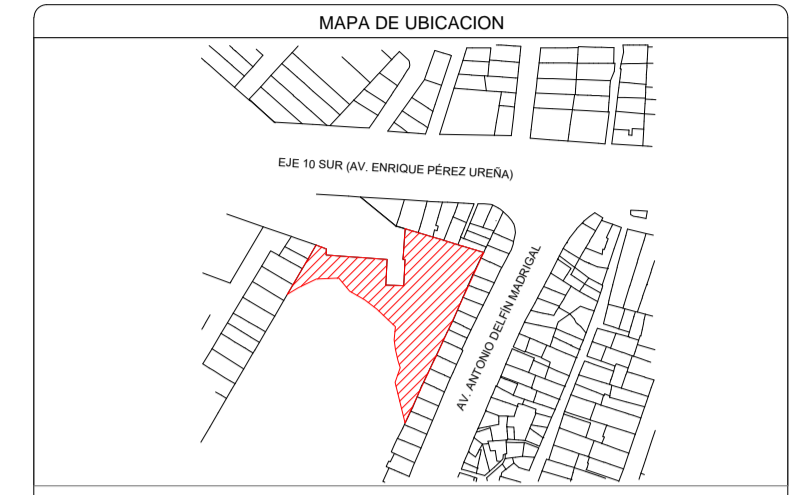 MAPA DE UBICACION
EJE 10 SUR (AV. ENRIQUE PÉREZ UREÑA)
AV. ANTONIO DELFÍN MADRIGAL